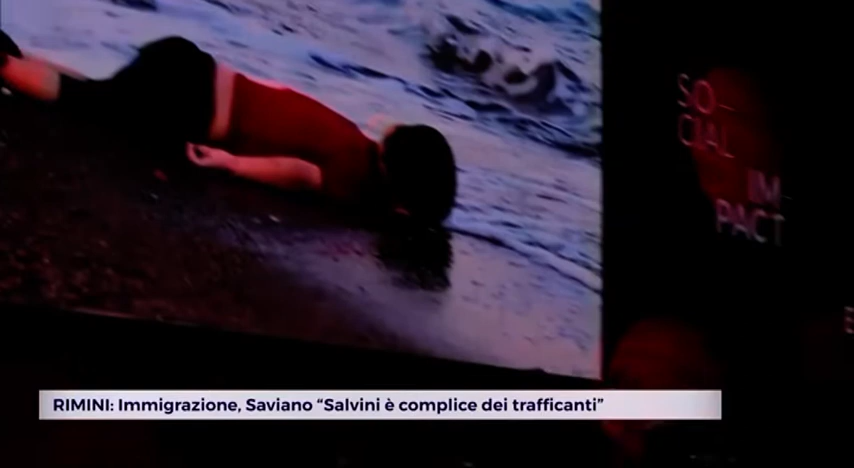 SO-
CIAL
IM-
PACT
RIMINI: Immigrazione, Saviano “Salvini è complice dei trafficanti”